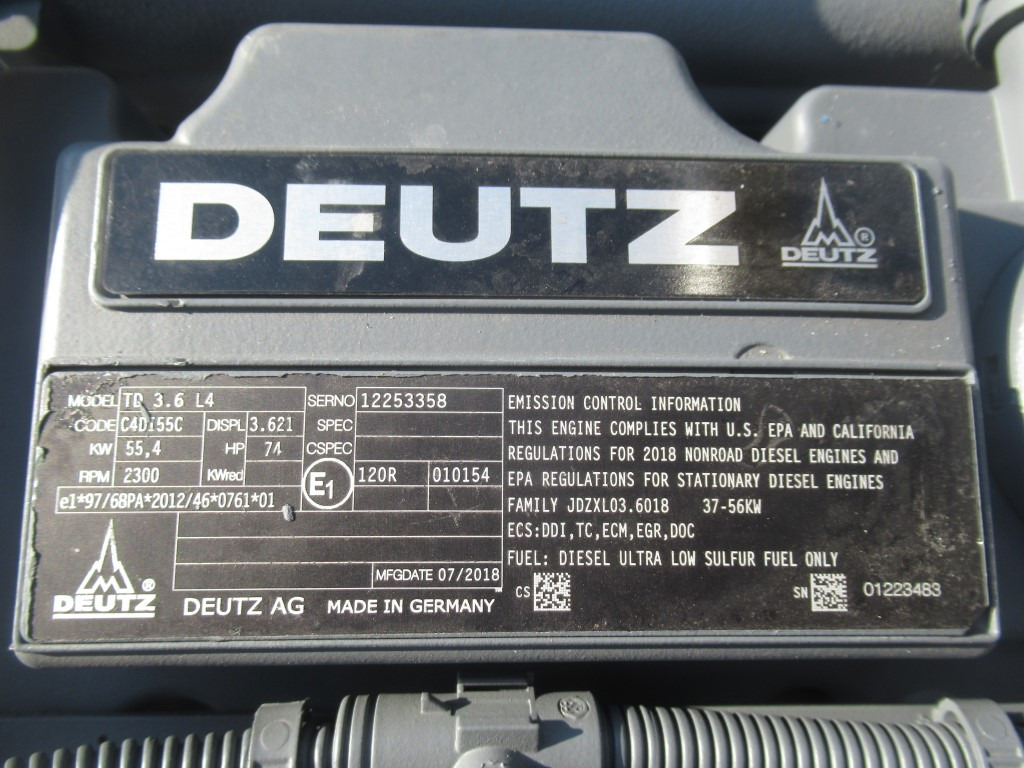 DEUTZ
DEUTZ ®
MODEL TD 3.6 L4 SERNO 12253358
CODE C4DI55C DISPL 3.621 SPEC
KW 55,4 HP 74 CSPEC
RPM 2300 KWred E1 120R 010154
e1*97/68PA*2012/46*0761*01
MFGDATE 07/2018
DEUTZ ®
DEUTZ AG MADE IN GERMANY
EMISSION CONTROL INFORMATION
THIS ENGINE COMPLIES WITH U.S. EPA AND CALIFORNIA
REGULATIONS FOR 2018 NONROAD DIESEL ENGINES AND
EPA REGULATIONS FOR STATIONARY DIESEL ENGINES
FAMILY JDZXL03.6018 37-56KW
ECS:DDI,TC,ECM,EGR,DOC
FUEL: DIESEL ULTRA LOW SULFUR FUEL ONLY
CS SN 01223483